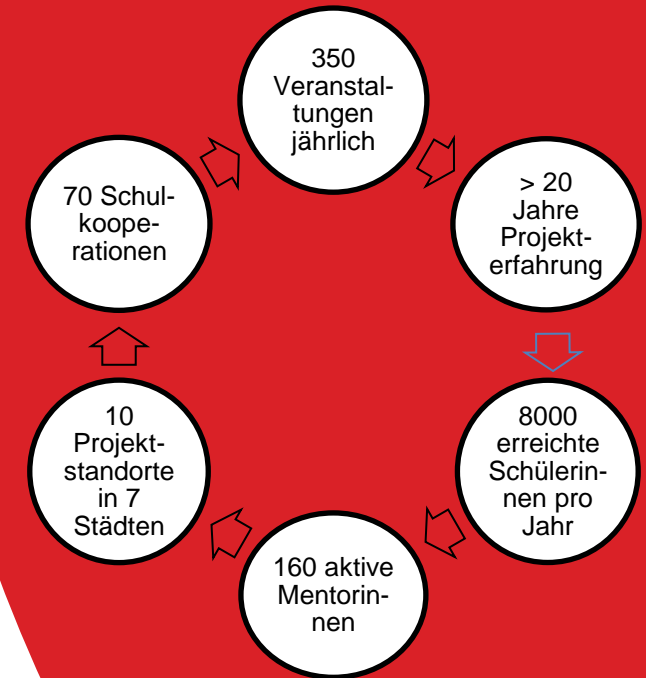 350
Veranstal-
tungen
jährlich
> 20
Jahre
Projekt-
erfahrung
8000
erreichte
Schülerin-
nen pro
Jahr
160 aktive
Mentorin-
nen
10
Projekt-
standorte
in 7
Städten
70 Schul-
koope-
rationen